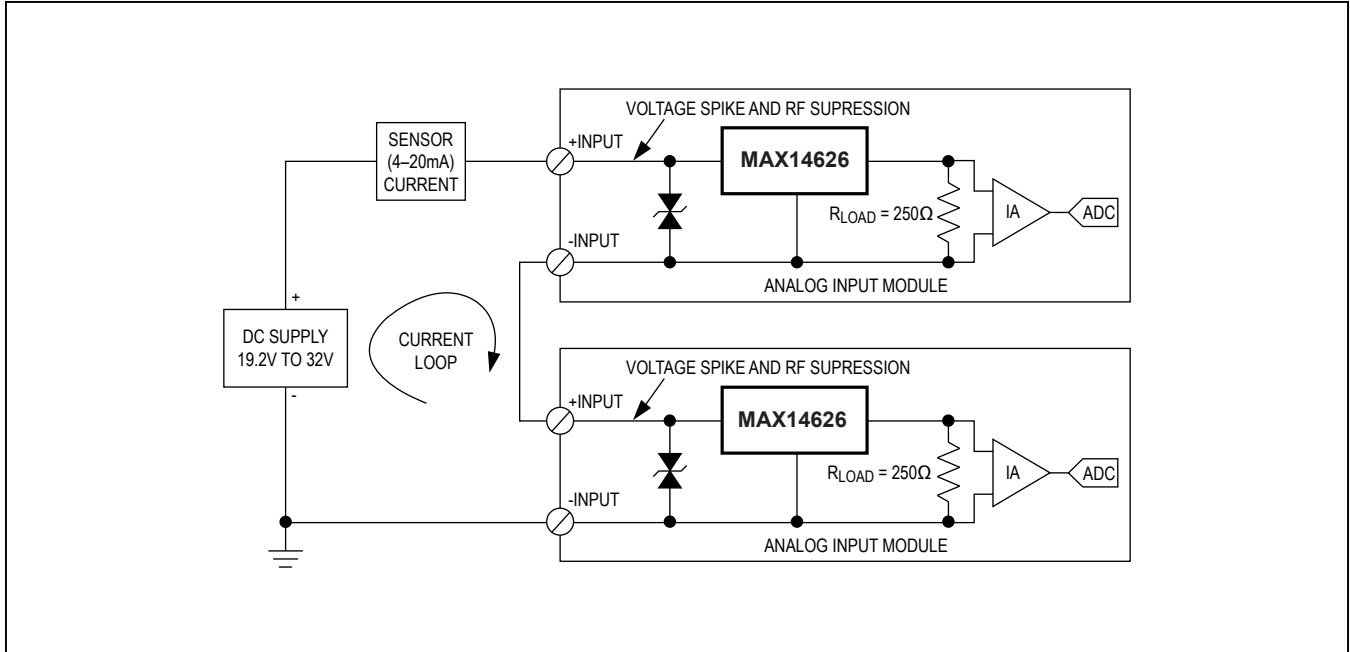 VOLTAGE SPIKE AND RF SUPRESSION
SENSOR
(4–20mA)
CURRENT
+INPUT
MAX14626
RLOAD = 250Ω
IA
ADC
-INPUT
ANALOG INPUT MODULE
+
DC SUPPLY
19.2V TO 32V
-
CURRENT
LOOP
VOLTAGE SPIKE AND RF SUPRESSION
+INPUT
MAX14626
RLOAD = 250Ω
IA
ADC
-INPUT
ANALOG INPUT MODULE